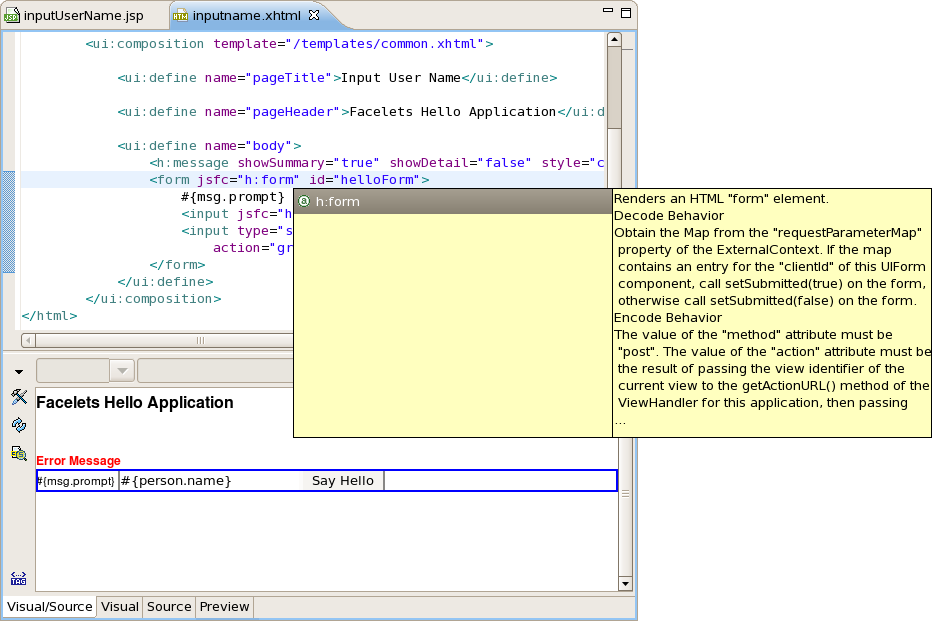 inputUserName.jsp
inputname.xhtml
<ui:composition template="/templates/common.xhtml">
<ui:define name="pageTitle">Input User Name</ui:define>
<ui:define name="pageHeader">Facelets Hello Application</ui:d
<ui:define name="body">
<h:message showSummary="true" showDetail="false" style="c
<form jsfc="h:form" id="helloForm">
#{msg.prompt}
<input jsfc="h
<input type="s
action="gr
</form>
</ui:define>
</ui:composition>
</html>
h:form
Renders an HTML "form" element.
Decode Behavior
Obtain the Map from the "requestParameterMap"
property of the ExternalContext. If the map
contains an entry for the "clientId" of this UIForm
component, call setSubmitted(true) on the form,
otherwise call setSubmitted(false) on the form.
Encode Behavior
The value of the "method" attribute must be
"post". The value of the "action" attribute must be
the result of passing the view identifier of the
current view to the getActionURL() method of the
ViewHandler for this application, then passing
...
Facelets Hello Application
Error Message
#{msg.prompt} #{person.name} Say Hello
TAG
Visual/Source Visual Source Preview